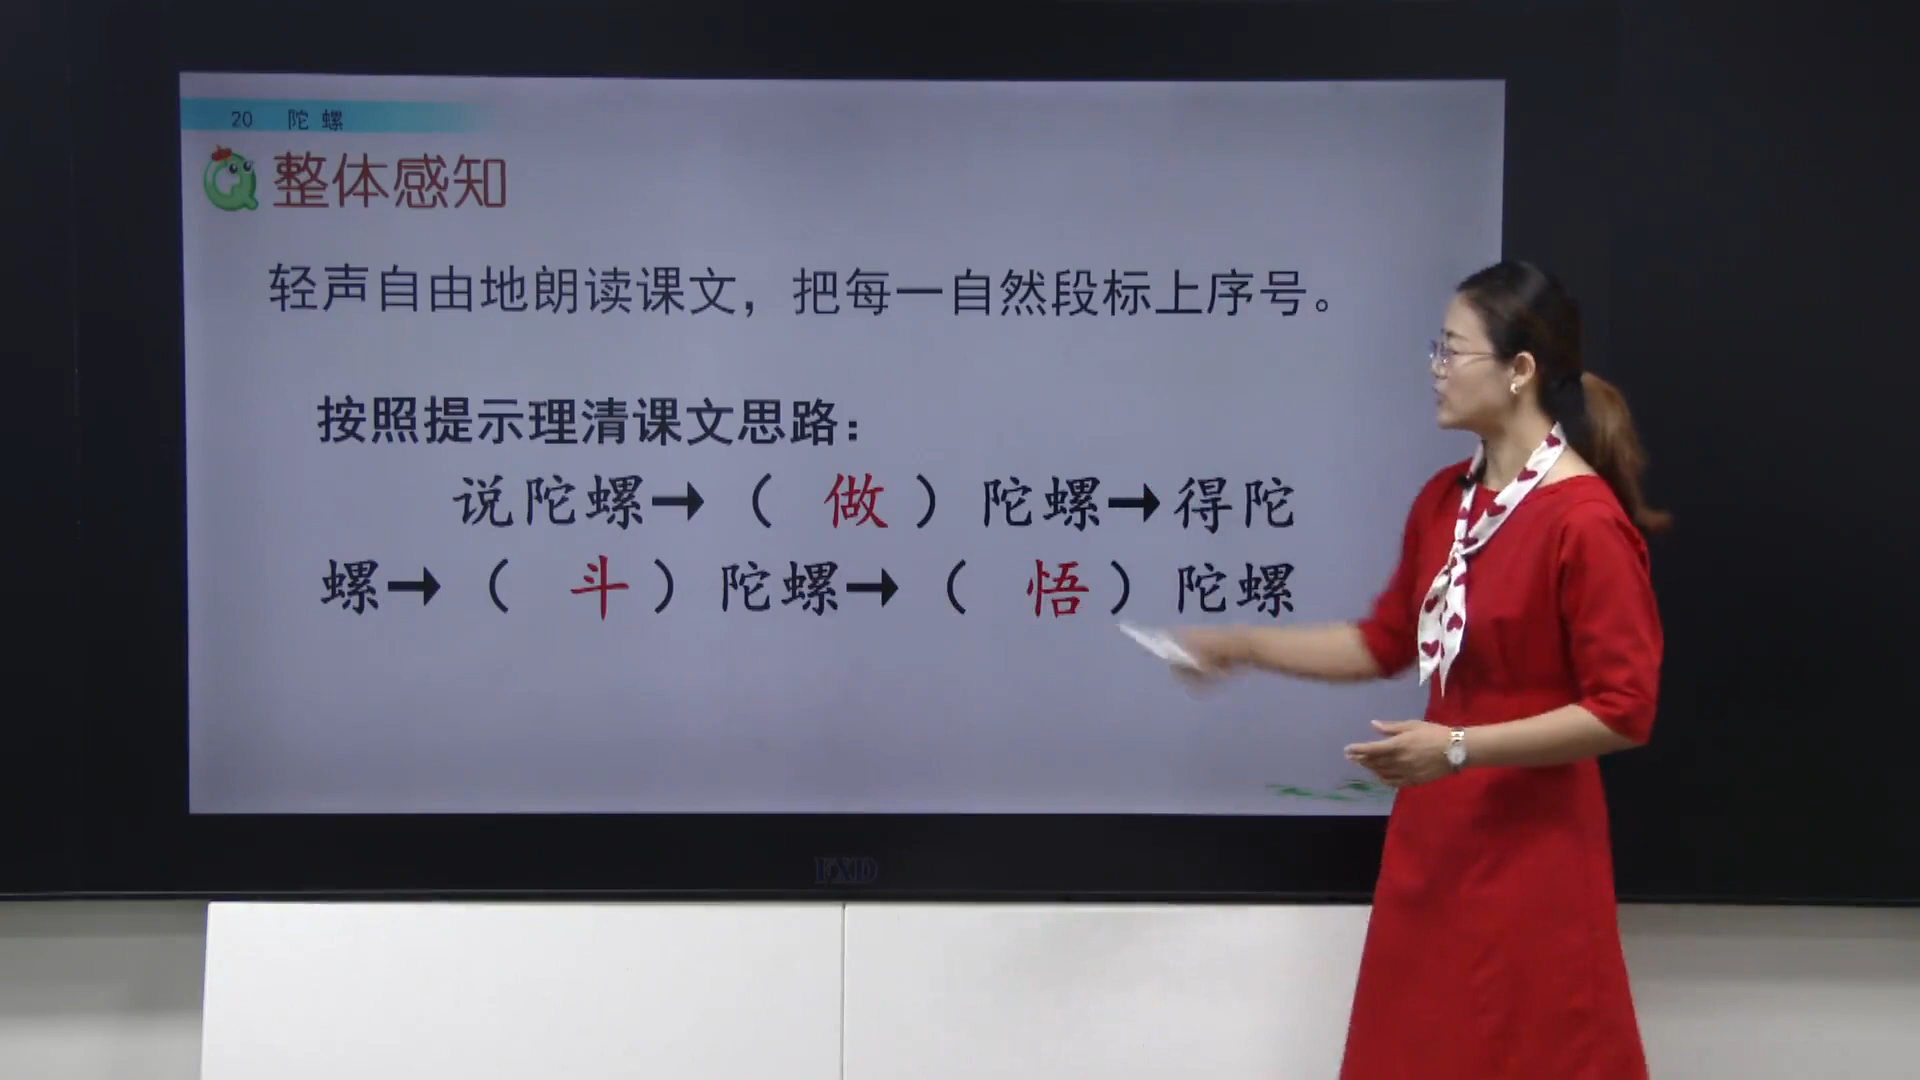 20 陀 螺
整体感知
轻声自由地朗读课文，把每一自然段标上序号。
按照提示理清课文思路：
说陀螺→（ 做 ）陀螺→得陀
螺→（ 斗 ）陀螺→（ 悟 ）陀螺
FXD